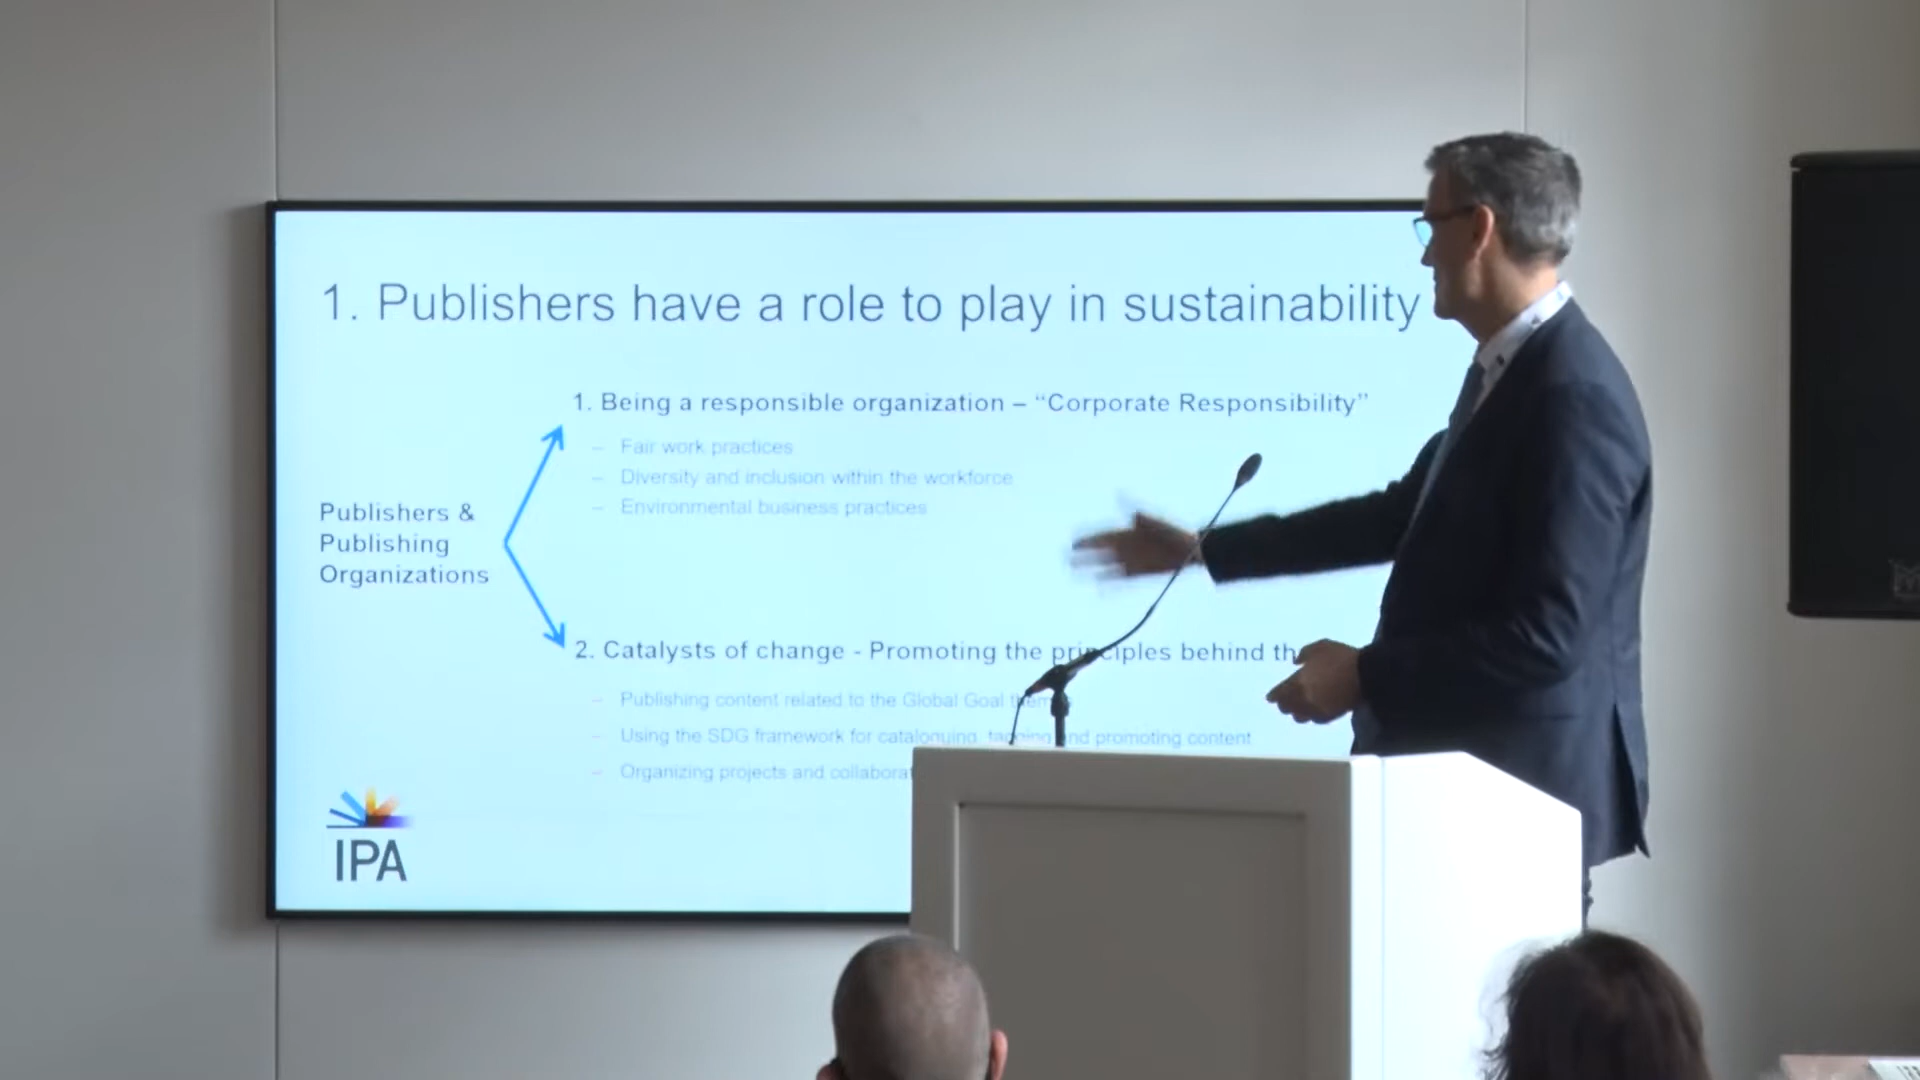 1. Publishers have a role to play in sustainability
1. Being a responsible organization – “Corporate Responsibility”
– Fair work practices
– Diversity and inclusion within the workforce
– Environmental business practices
Publishers &
Publishing
Organizations
2. Catalysts of change - Promoting the principles behind
– Publishing content related to the Global Goal themes
– Using the SDG framework for cataloguing, tagging and promoting content
– Organizing projects and
IPA